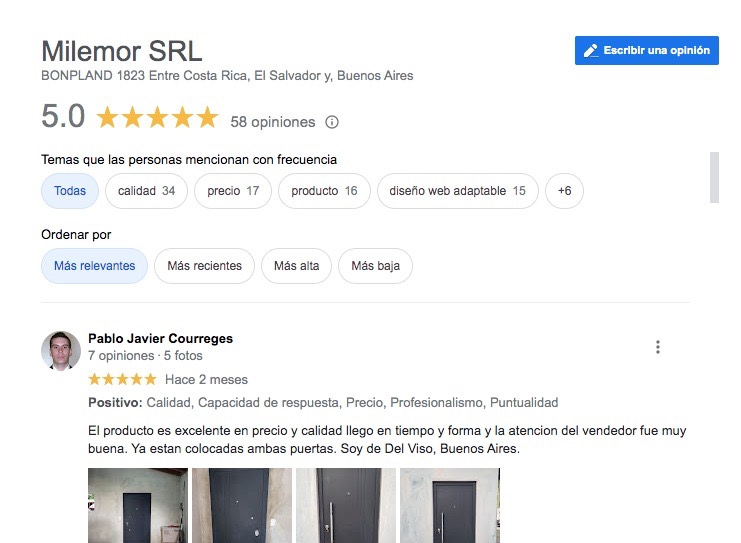 Milemor SRL
Escribir una opinión
BONPLAND 1823 Entre Costa Rica, El Salvador y, Buenos Aires
5.0 58 opiniones
Temas que las personas mencionan con frecuencia
Todas calidad 34 precio 17 producto 16 diseño web adaptable 15 +6
Ordenar por
Más relevantes Más recientes Más alta Más baja
Pablo Javier Courreges
7 opiniones · 5 fotos
Hace 2 meses
Positivo: Calidad, Capacidad de respuesta, Precio, Profesionalismo, Puntualidad
El producto es excelente en precio y calidad llego en tiempo y forma y la atencion del vendedor fue muy
buena. Ya estan colocadas ambas puertas. Soy de Del Viso, Buenos Aires.